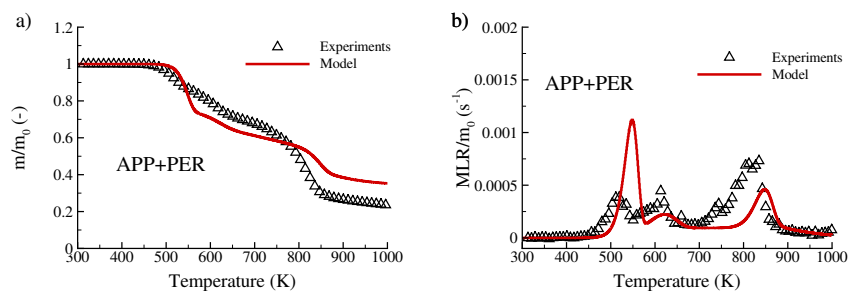 a)
1.2
1
0.8
0.6
0.4
0.2
0
m/m0 (-)
Experiments
Model
APP+PER
300 400 500 600 700 800 900 1000
Temperature (K)
b)
0.002
0.0015
0.001
0.0005
0
MLR/m0 (s-1)
Experiments
Model
APP+PER
300 400 500 600 700 800 900 1000
Temperature (K)